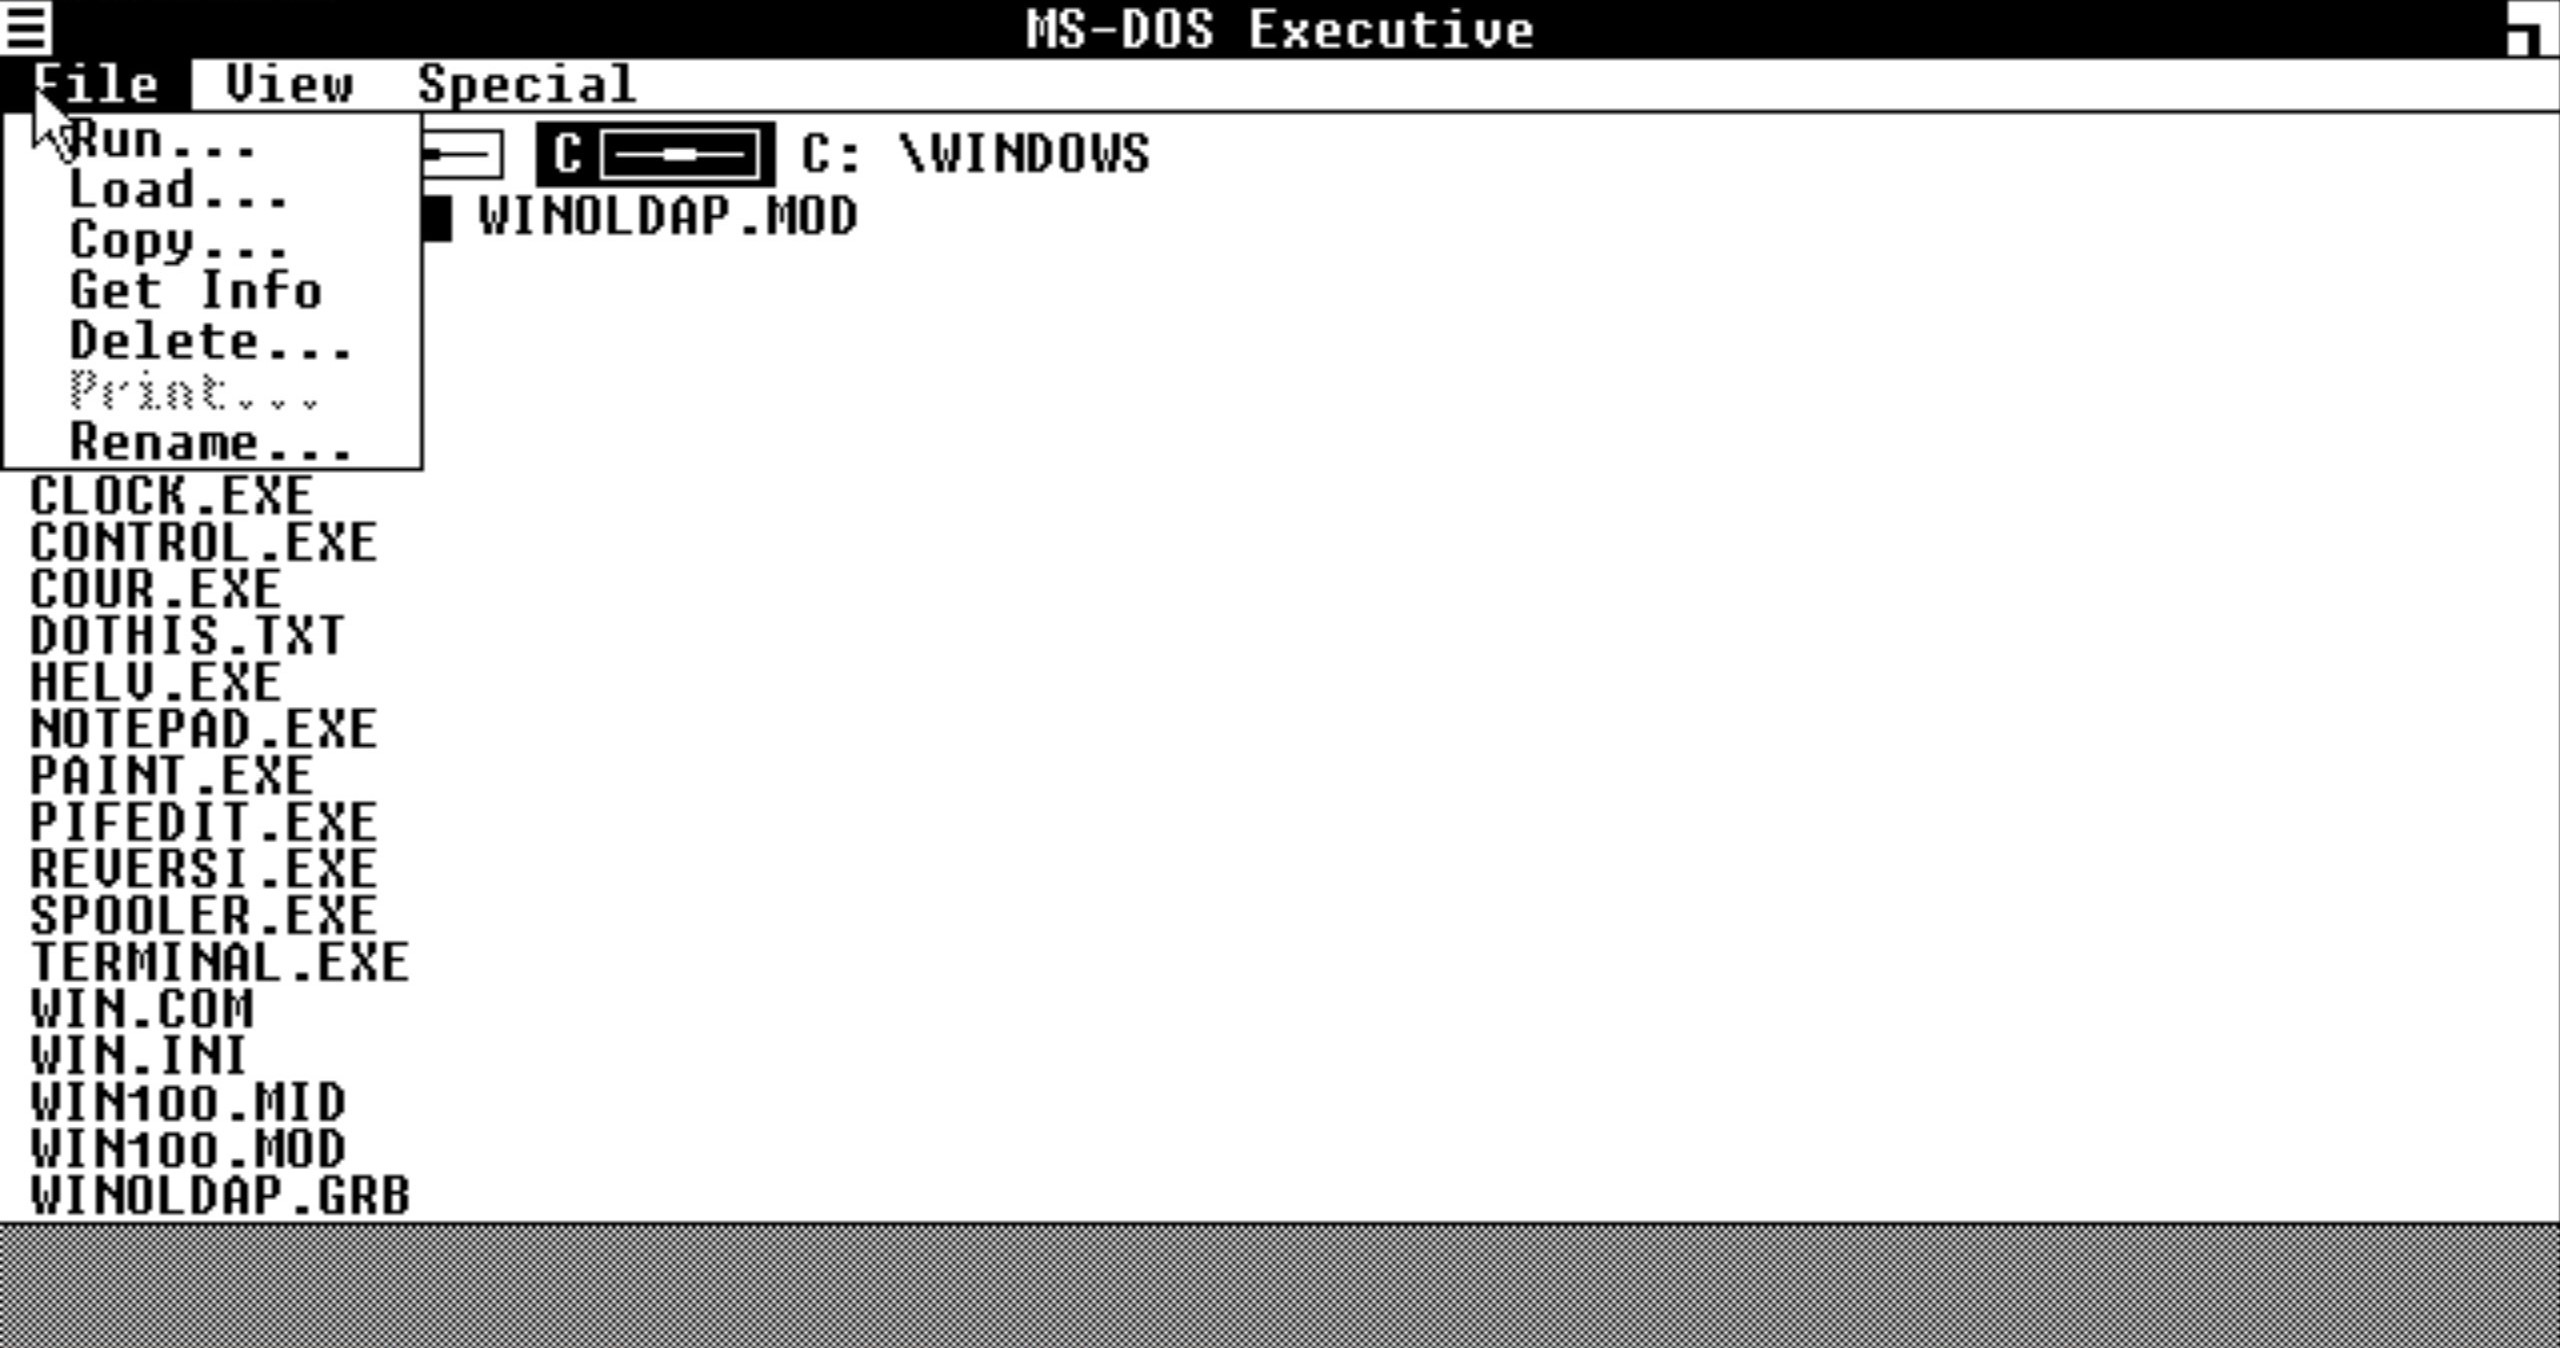 MS-DOS Executive
File View Special
Run...
Load...
Copy...
Get Info
Delete...
Print...
Rename...
C C: \WINDOWS
WINOLDAP.MOD
CLOCK.EXE
CONTROL.EXE
COUR.EXE
DOTHIS.TXT
HELV.EXE
NOTEPAD.EXE
PAINT.EXE
PIFEDIT.EXE
REVERSI.EXE
SPOOLER.EXE
TERMINAL.EXE
WIN.COM
WIN.INI
WIN100.MID
WIN100.MOD
WINOLDAP.GRB